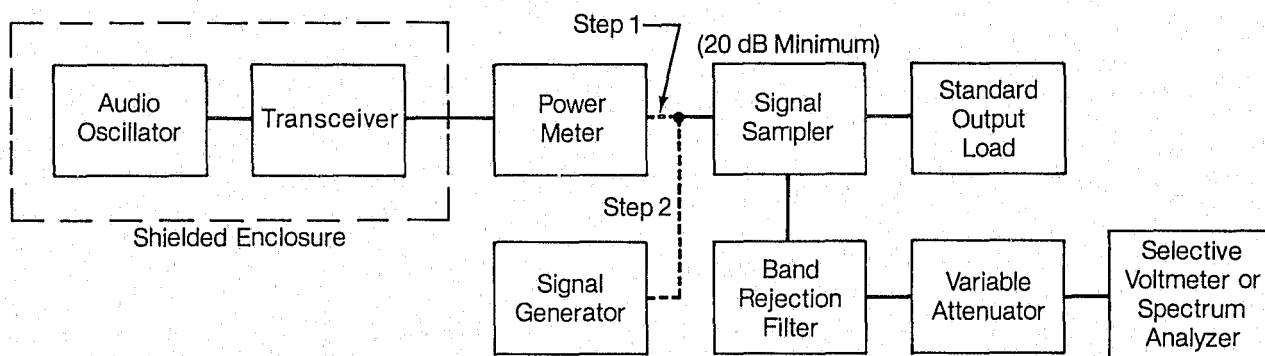 Step 1
(20 dB Minimum)
Audio
Oscillator
Transceiver
Power
Meter
Signal
Sampler
Standard
Output
Load
Shielded Enclosure
Step 2
Signal
Generator
Band
Rejection
Filter
Variable
Attenuator
Selective
Voltmeter or
Spectrum
Analyzer